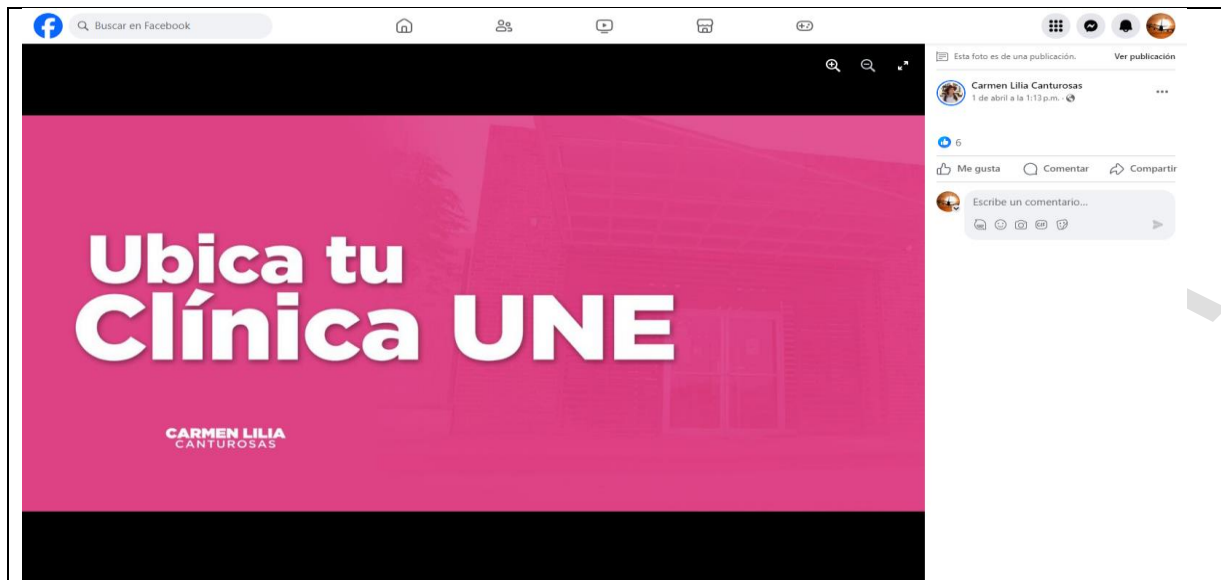 Buscar en Facebook
Esta foto es de una publicación. Ver publicación
Carmen Lilia Canturosas
1 de abril a la 1:13 p.m. ·
6
Me gusta Comentar Compartir
Escribe un comentario...
GIF
Ubica tu
Clínica UNE
CARMEN LILIA
CANTUROSAS